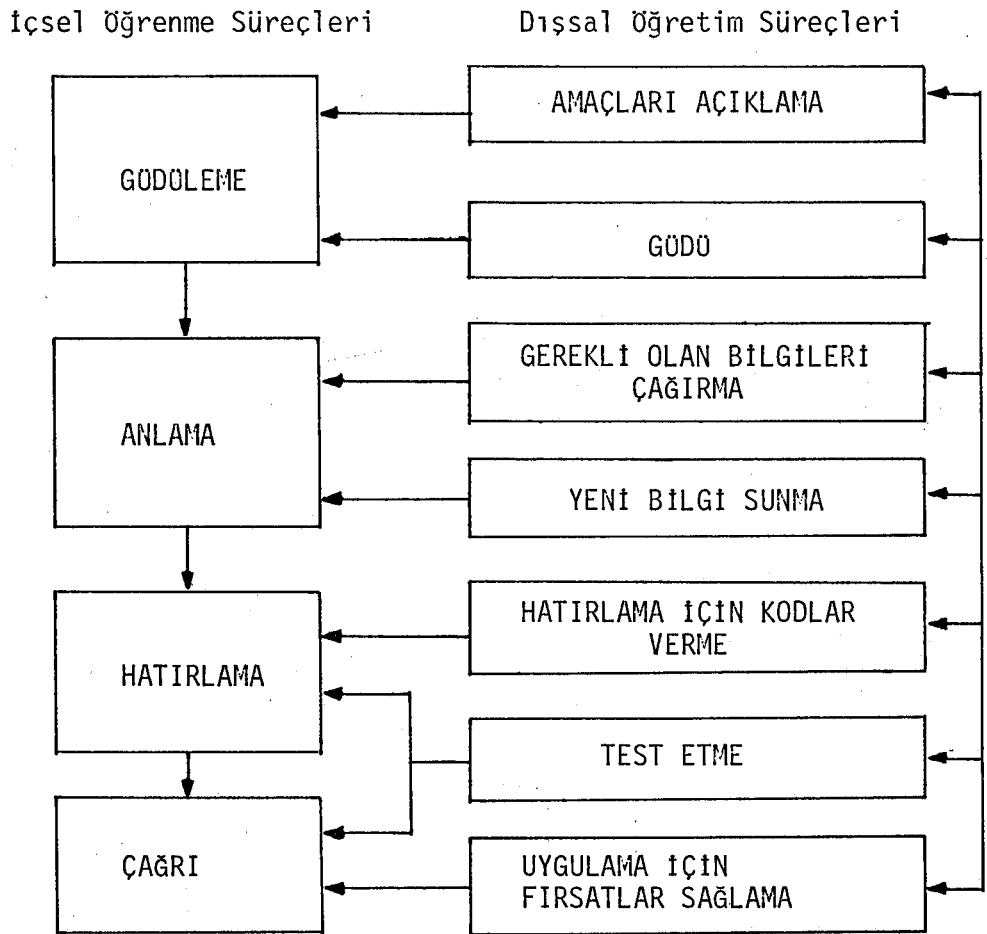 İçsel Öğrenme Süreçleri
Dışsal Öğretim Süreçleri
GÜDÜLEME
ANLAMA
HATIRLAMA
ÇAĞRI
AMAÇLARI AÇIKLAMA
GÜDÜ
GEREKLİ OLAN BİLGİLERİ
ÇAĞIRMA
YENİ BİLGİ SUNMA
HATIRLAMA İÇİN KODLAR
VERME
TEST ETME
UYGULAMA İÇİN
FIRSATLAR SAĞLAMA